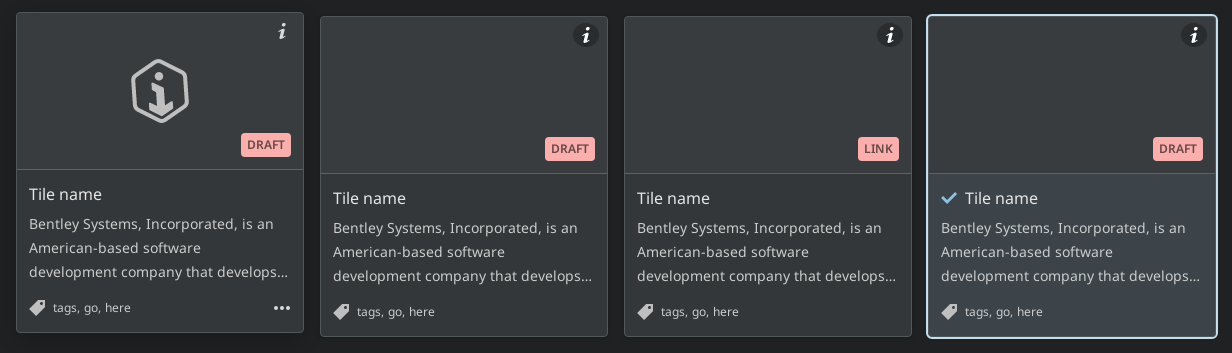 DRAFT
Tile name
Bentley Systems, Incorporated, is an
American-based software
development company that develops...
tags, go, here
DRAFT
Tile name
Bentley Systems, Incorporated, is an
American-based software
development company that develops...
tags, go, here
LINK
Tile name
Bentley Systems, Incorporated, is an
American-based software
development company that develops...
tags, go, here
DRAFT
Tile name
Bentley Systems, Incorporated, is an
American-based software
development company that develops...
tags, go, here